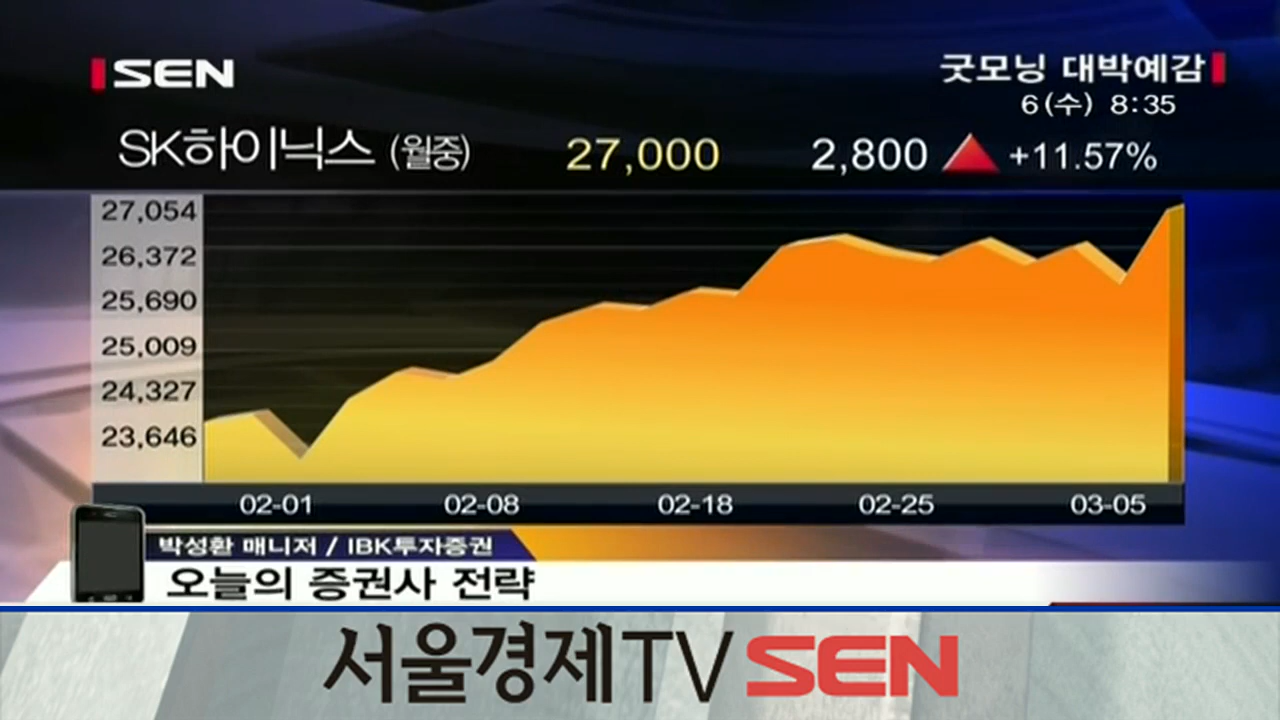 SEN
굿모닝 대박예감
6(수) 8:35
SK하이닉스 (월중) 27,000 2,800 ▲ +11.57%
27,054
26,372
25,690
25,009
24,327
23,646
02-01 02-08 02-18 02-25 03-05
박성환 매니저 / IBK투자증권
오늘의 증권사 전략
서울경제TV SEN